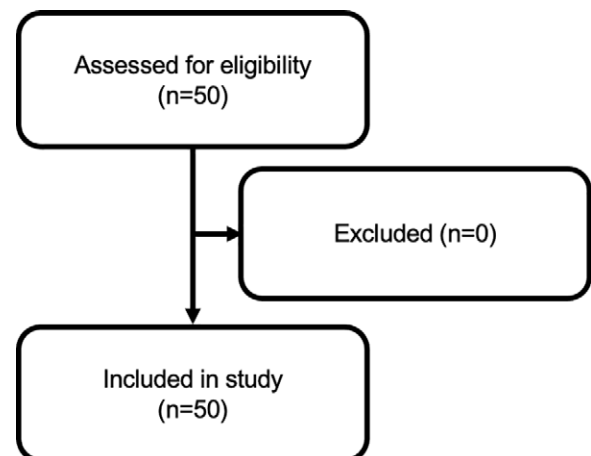 Assessed for eligibility
(n=50)
Excluded (n=0)
Included in study
(n=50)